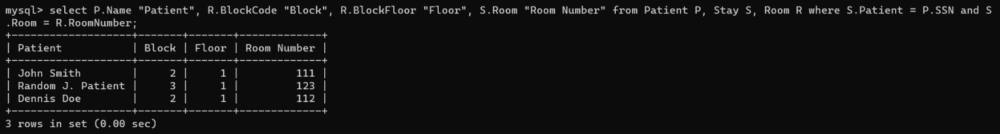 mysql> select P.Name "Patient", R.BlockCode "Block", R.BlockFloor "Floor", S.Room "Room Number" from Patient P, Stay S, Room R where S.Patient = P.SSN and S
.Room = R.RoomNumber;
+-------------------+-------+-------+-------------+
| Patient           | Block | Floor | Room Number |
+-------------------+-------+-------+-------------+
| John Smith        |     2 |     1 |         111 |
| Random J. Patient |     3 |     1 |         123 |
| Dennis Doe        |     2 |     1 |         112 |
+-------------------+-------+-------+-------------+
3 rows in set (0.00 sec)